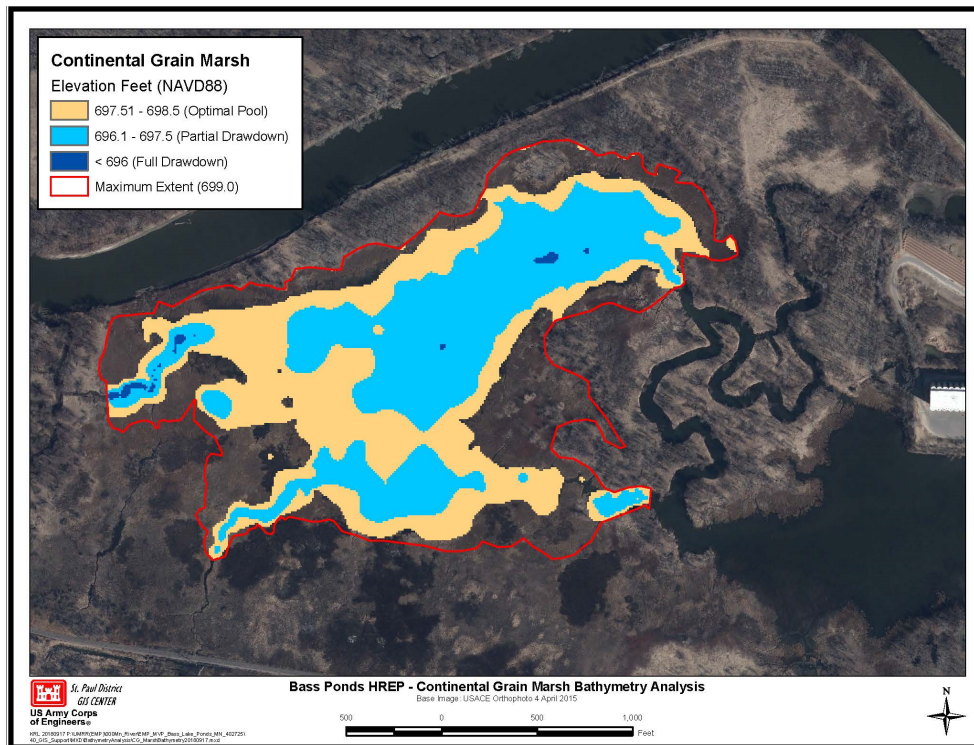 Continental Grain Marsh
Elevation Feet (NAVD88)
697.51 - 698.5 (Optimal Pool)
696.1 - 697.5 (Partial Drawdown)
< 696 (Full Drawdown)
Maximum Extent (699.0)
St. Paul District
GIS CENTER
US Army Corps
of Engineers®
Bass Ponds HREP - Continental Grain Marsh Bathymetry Analysis
Base Image: USACE Orthophoto 4 April 2015
500 0 500 1,000
Feet
N